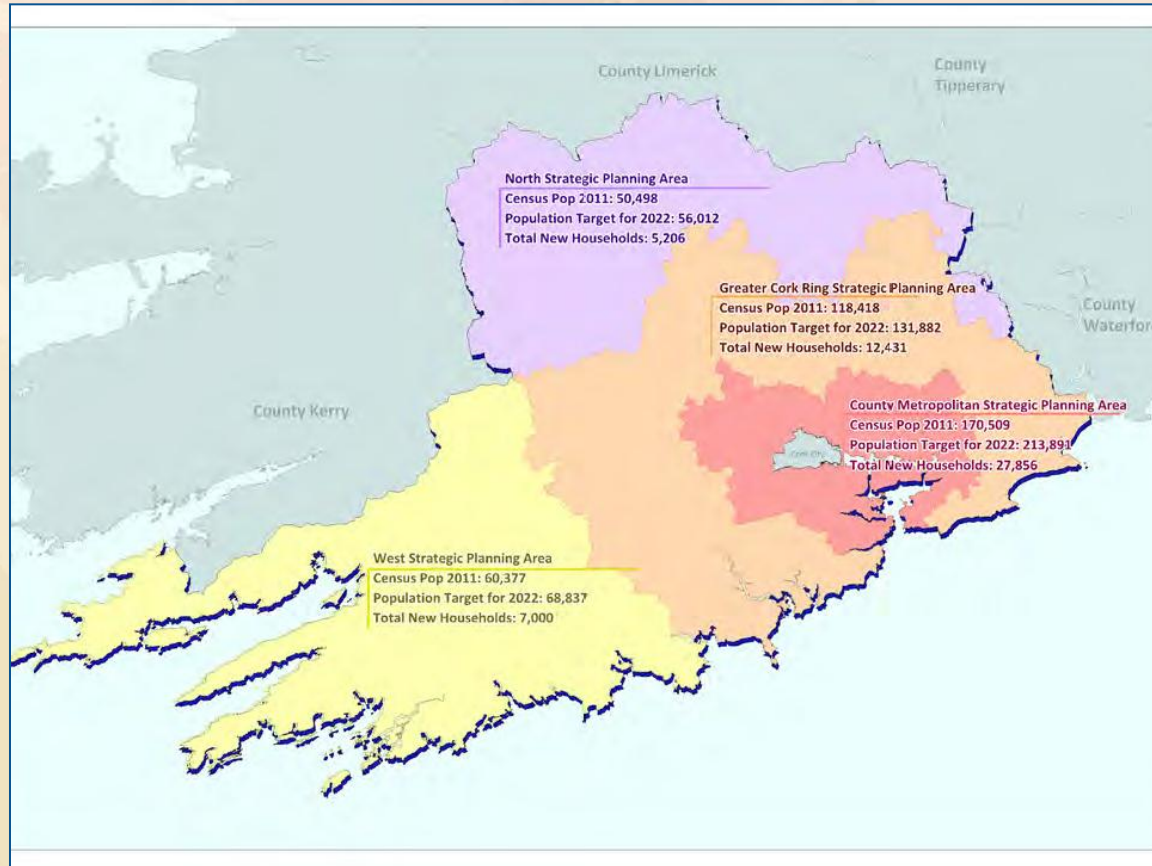 County Limerick
County
Tipperary
North Strategic Planning Area
Census Pop 2011: 50,498
Population Target for 2022: 56,012
Total New Households: 5,206
Greater Cork Ring Strategic Planning Area
Census Pop 2011: 118,418
Population Target for 2022: 131,882
Total New Households: 12,431
County
Waterford
County Kerry
County Metropolitan Strategic Planning Area
Census Pop 2011: 170,509
Population Target for 2022: 213,891
Total New Households: 27,856
Cork City
West Strategic Planning Area
Census Pop 2011: 60,377
Population Target for 2022: 68,837
Total New Households: 7,000